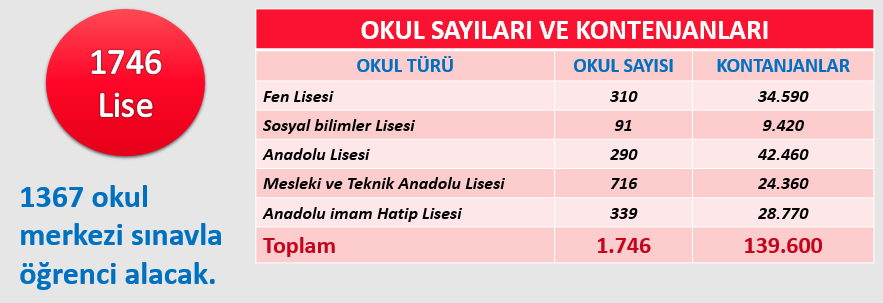 1746
Lise
1367 okul
merkezi sınavla
öğrenci alacak.
OKUL SAYILARI VE KONTENJANLARI
OKUL TÜRÜ OKUL SAYISI KONTANJANLAR
Fen Lisesi 310 34.590
Sosyal bilimler Lisesi 91 9.420
Anadolu Lisesi 290 42.460
Mesleki ve Teknik Anadolu Lisesi 716 24.360
Anadolu imam Hatip Lisesi 339 28.770
Toplam 1.746 139.600